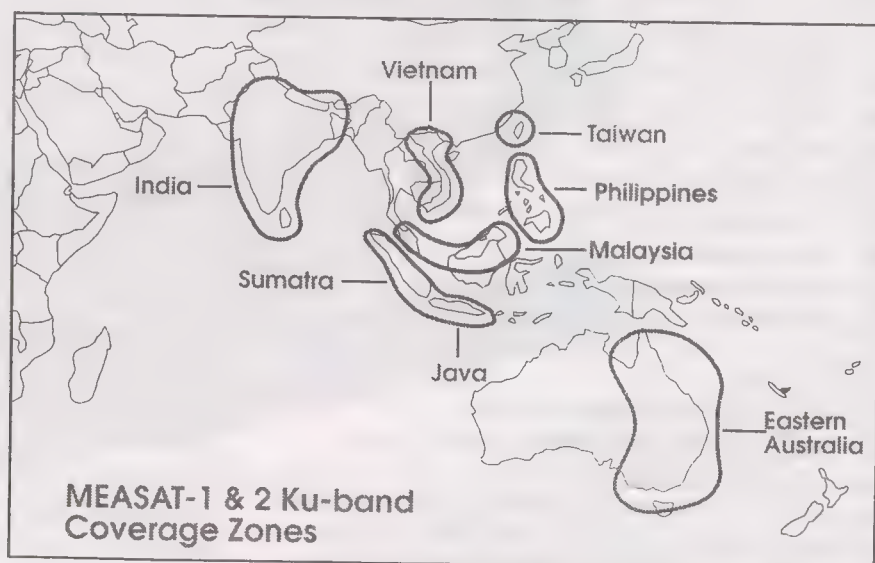 Vietnam
Taiwan
India
Philippines
Malaysia
Sumatra
Java
Eastern
Australia
MEASAT-1 & 2 Ku-band
Coverage Zones